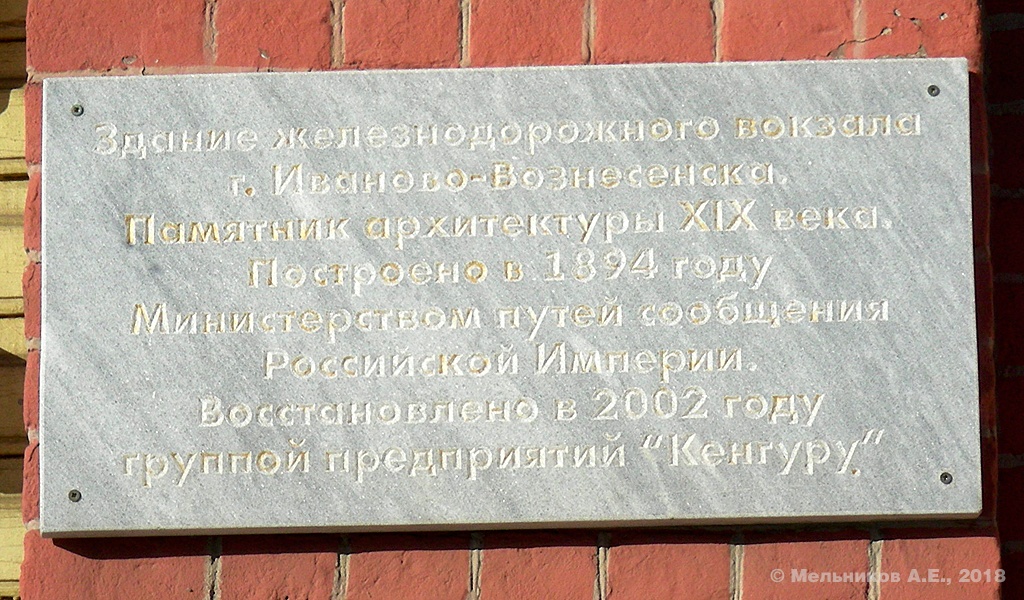 Здание железнодорожного вокзала
г. Иваново-Вознесенска.
Памятник архитектуры XIX века.
Построено в 1894 году
Министерством путей сообщения
Российской Империи.
Восстановлено в 2002 году
группой предприятий “Кенгуру”
© Мельников А.Е., 2018